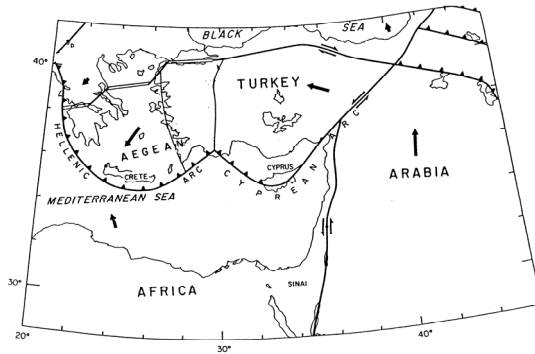 BLACK SEA
40°
TURKEY
HELLENIC ARC
AEGEAN
CRETE
CYPRUS
CYPREAN ARC
ARABIA
MEDITERRANEAN SEA
30°
AFRICA
SINAI
20°
30°
40°